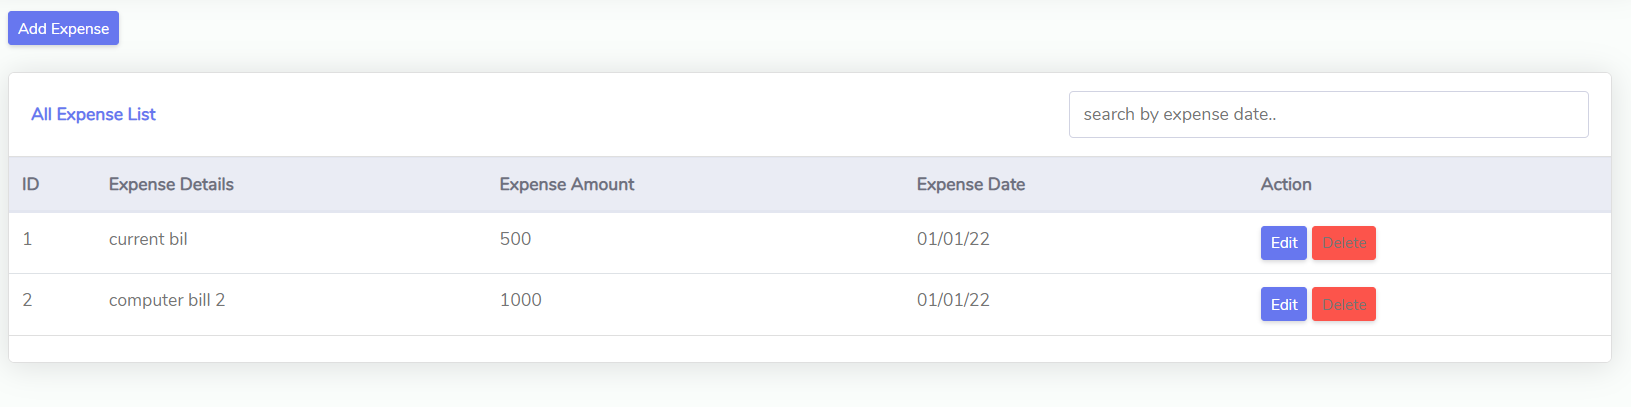 Add Expense
All Expense List search by expense date..
ID Expense Details Expense Amount Expense Date Action
1 current bil 500 01/01/22 Edit Delete
2 computer bill 2 1000 01/01/22 Edit Delete